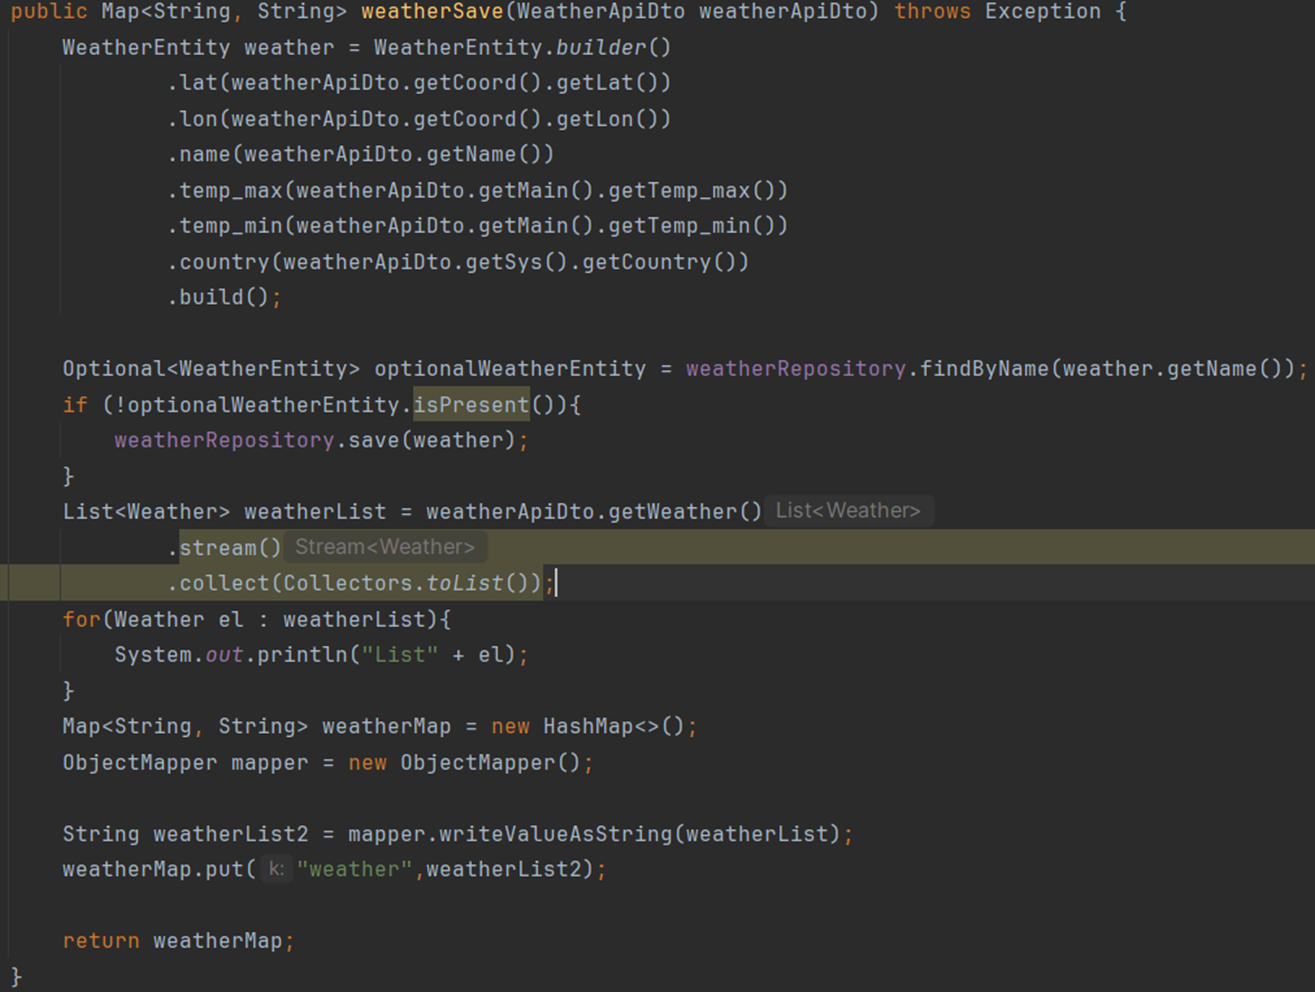 public Map<String, String> weatherSave(WeatherApiDto weatherApiDto) throws Exception {
    WeatherEntity weather = WeatherEntity.builder()
            .lat(weatherApiDto.getCoord().getLat())
            .lon(weatherApiDto.getCoord().getLon())
            .name(weatherApiDto.getName())
            .temp_max(weatherApiDto.getMain().getTemp_max())
            .temp_min(weatherApiDto.getMain().getTemp_min())
            .country(weatherApiDto.getSys().getCountry())
            .build();
    Optional<WeatherEntity> optionalWeatherEntity = weatherRepository.findByName(weather.getName());
    if (!optionalWeatherEntity.isPresent()){
        weatherRepository.save(weather);
    }
    List<Weather> weatherList = weatherApiDto.getWeather() List<Weather>
            .stream() Stream<Weather>
            .collect(Collectors.toList());
    for(Weather el : weatherList){
        System.out.println("List" + el);
    }
    Map<String, String> weatherMap = new HashMap<>();
    ObjectMapper mapper = new ObjectMapper();
    String weatherList2 = mapper.writeValueAsString(weatherList);
    weatherMap.put( k: "weather",weatherList2);
    return weatherMap;
}